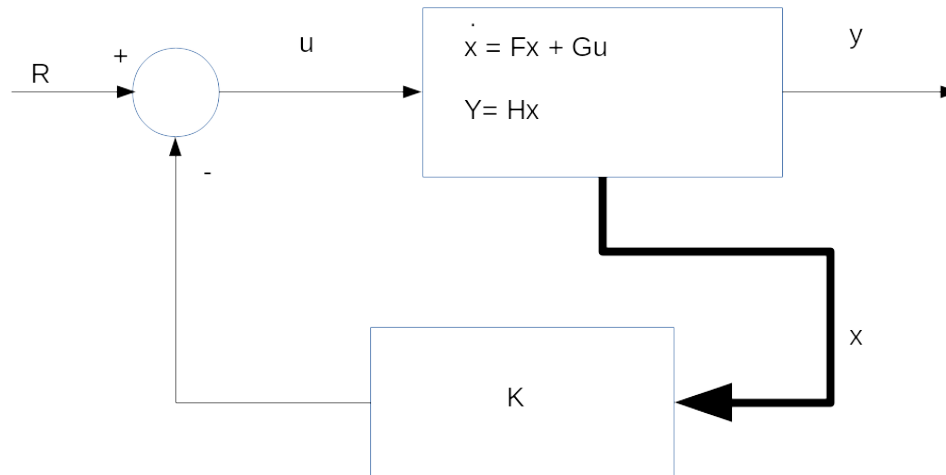 R
+
u
ẋ = Fx + Gu
Y= Hx
y
-
x
K